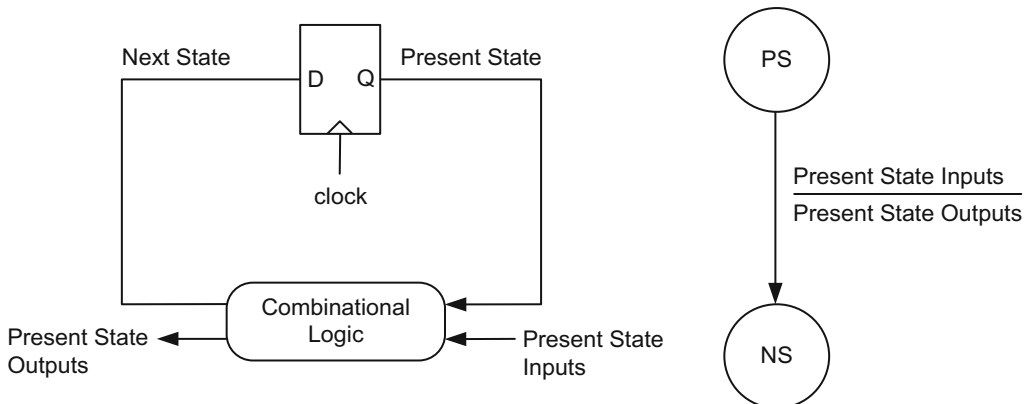 Next State
Present State
D
Q
clock
Combinational
Logic
Present State
Outputs
Present State
Inputs
PS
Present State Inputs
Present State Outputs
NS